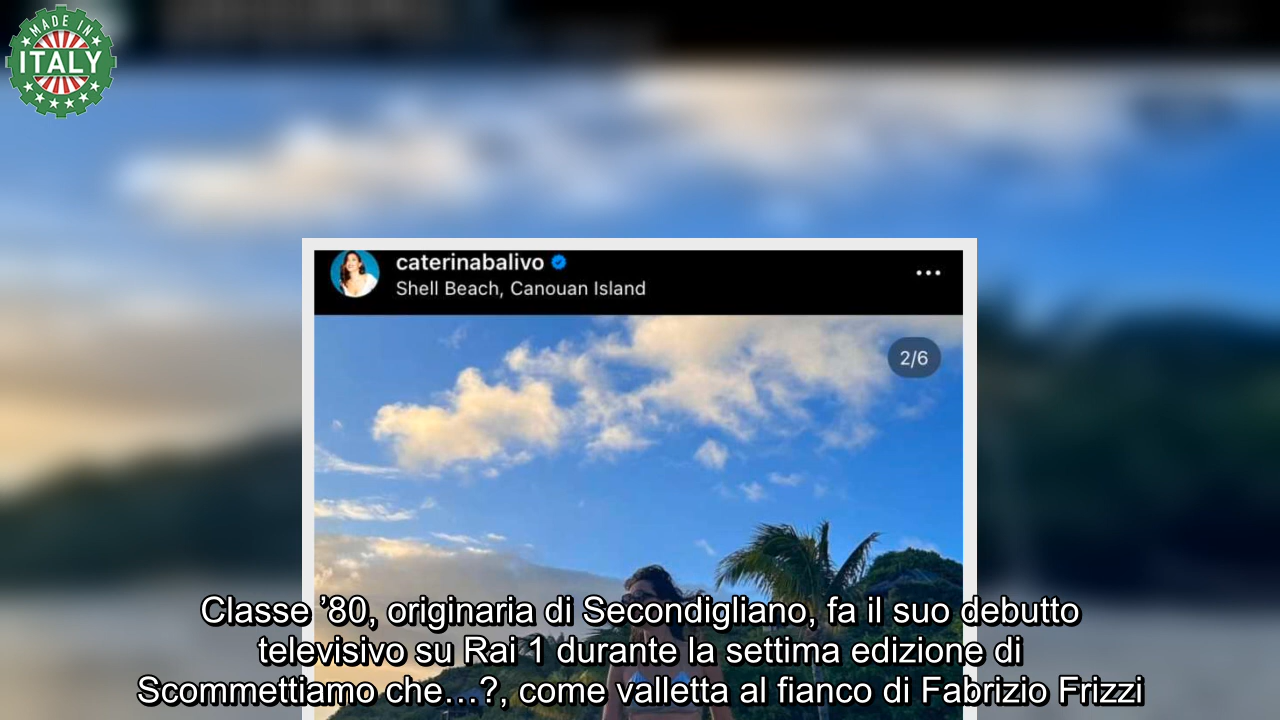 MADE IN
ITALY
caterinabalivo
Shell Beach, Canouan Island
2/6
Classe ’80, originaria di Secondigliano, fa il suo debutto
televisivo su Rai 1 durante la settima edizione di
Scommettiamo che…?, come valletta al fianco di Fabrizio Frizzi